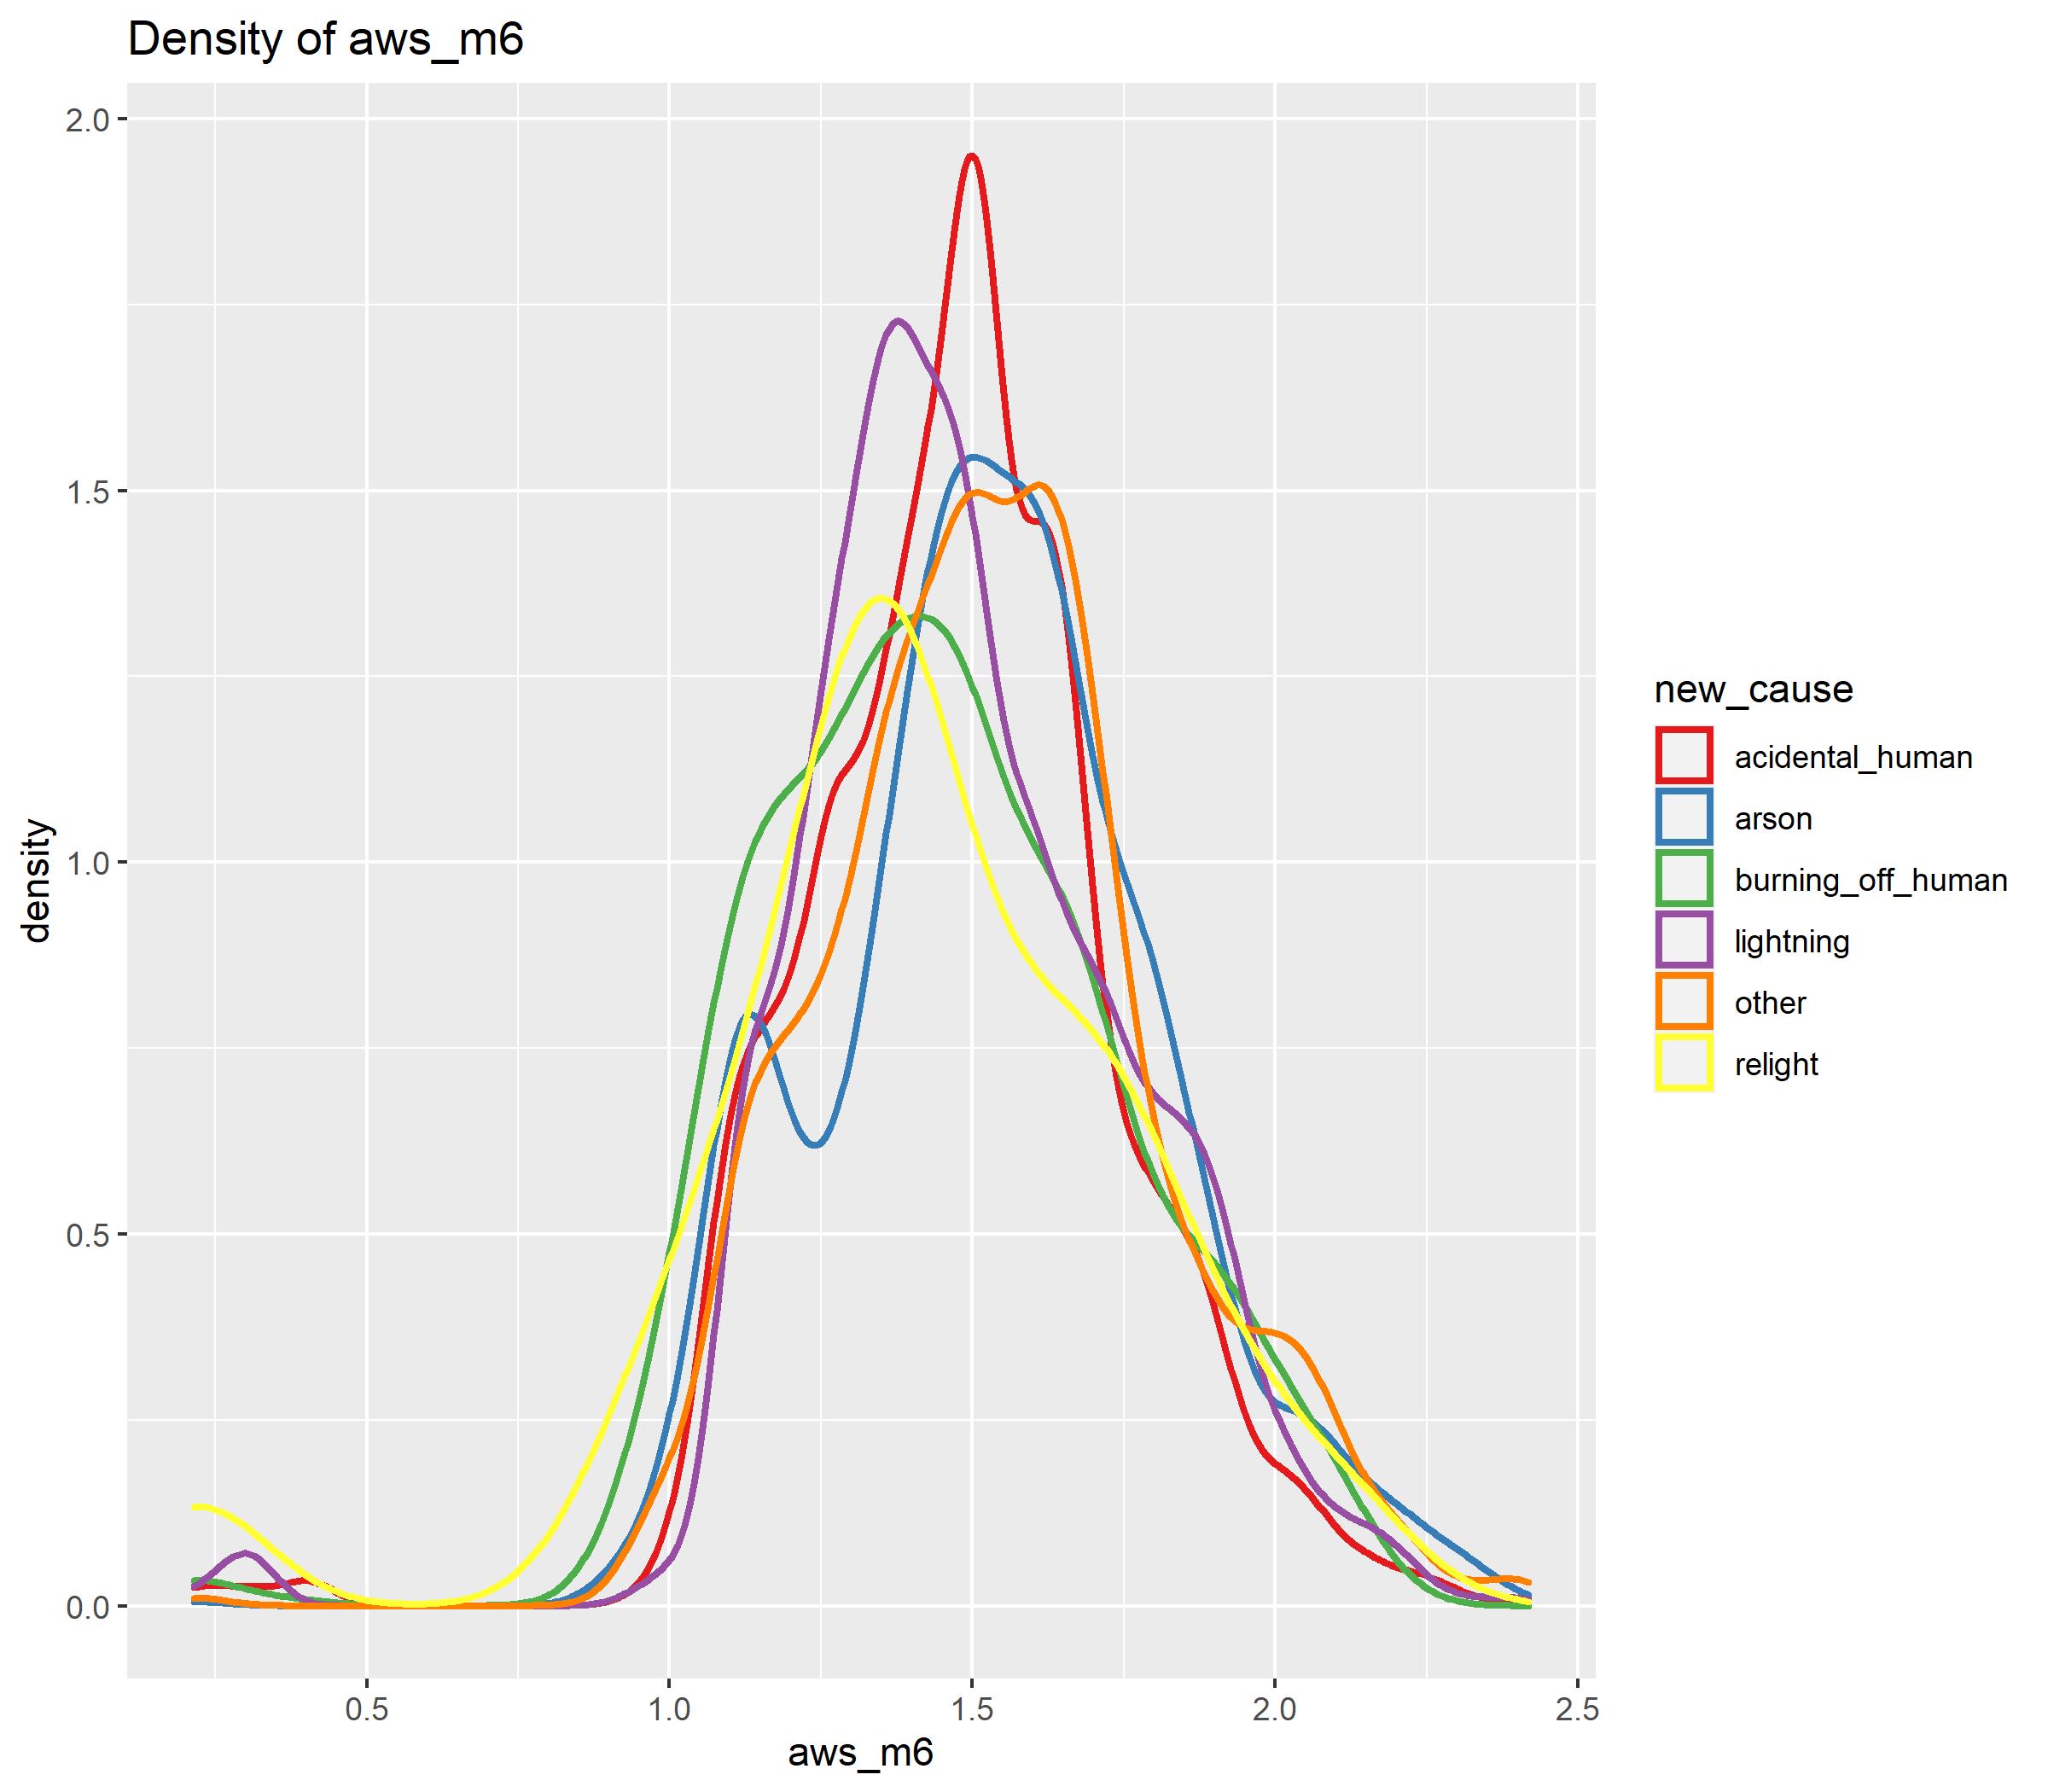 Density of aws_m6
2.0
1.5
1.0
0.5
0.0
density
0.5 1.0 1.5 2.0 2.5
aws_m6
new_cause
acidental_human
arson
burning_off_human
lightning
other
relight